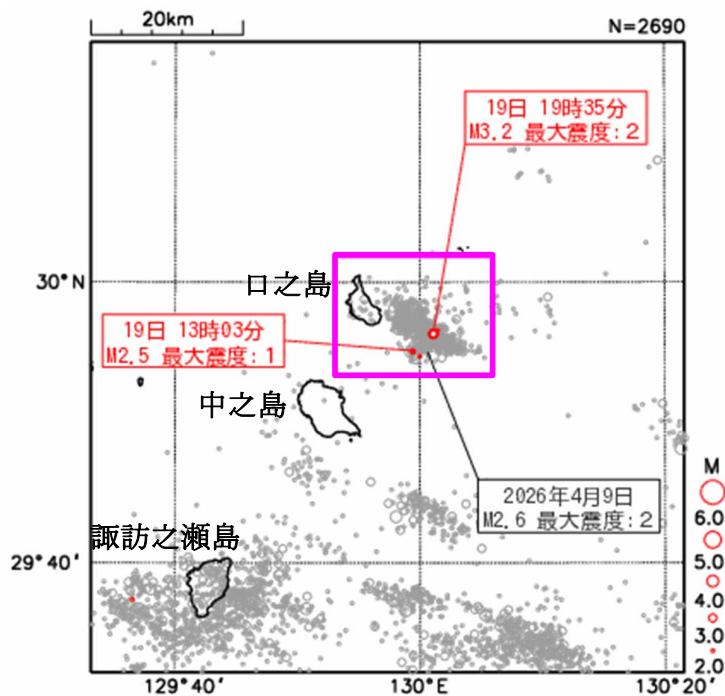 20km
N=2690
19日 19時35分
M3.2 最大震度:2
30°N
口之島
19日 13時03分
M2.5 最大震度:1
中之島
2026年4月9日
M2.6 最大震度:2
M
6.0
5.0
4.0
3.0
2.0
諏訪之瀬島
29°40'
129°40'
130°E
130°20'